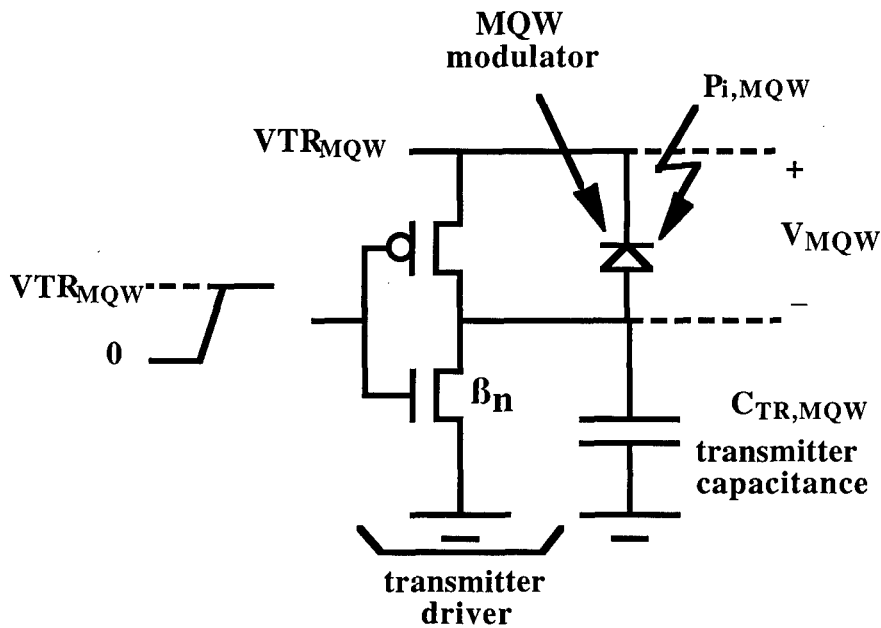 MQW
modulator
Pi,MQW
VTRMQW
+
VMQW
–
VTRMQW
0
ßn
CTR,MQW
transmitter
capacitance
transmitter
driver